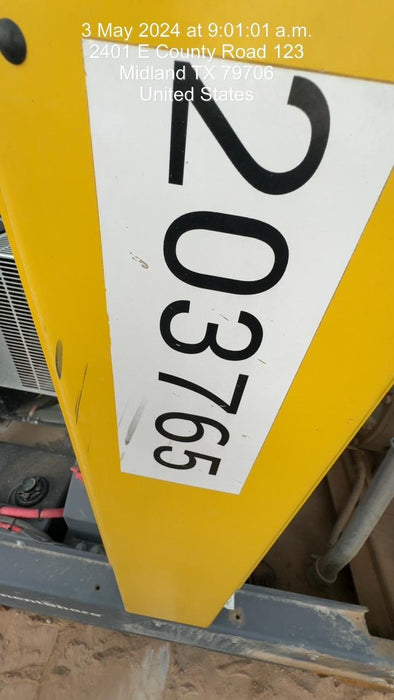 3 May 2024 at 9:01:01 a.m.
2401 E County Road 123
Midland TX 79706
United States
203765